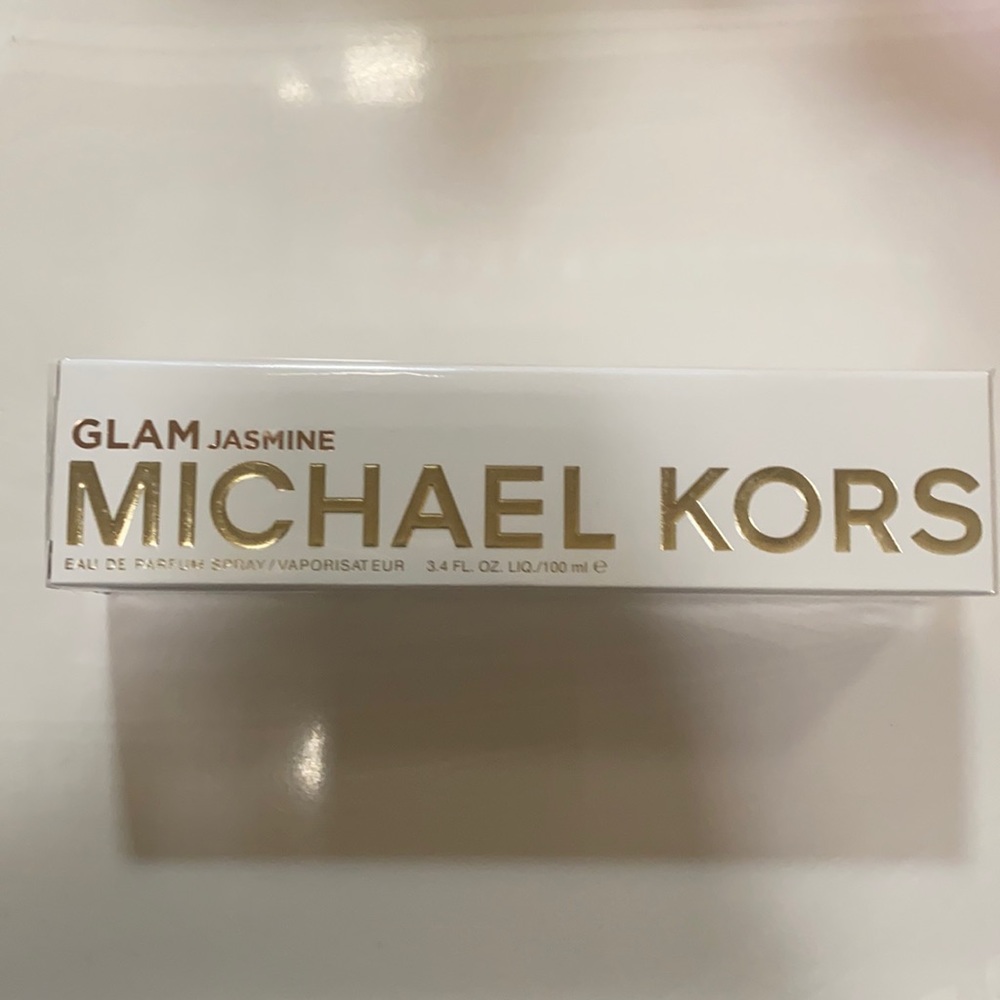 GLAM JASMINE
MICHAEL KORS
EAU DE PARFUM SPRAY/VAPORISATEUR 3.4 FL. OZ. LIQ./100 ml ℮